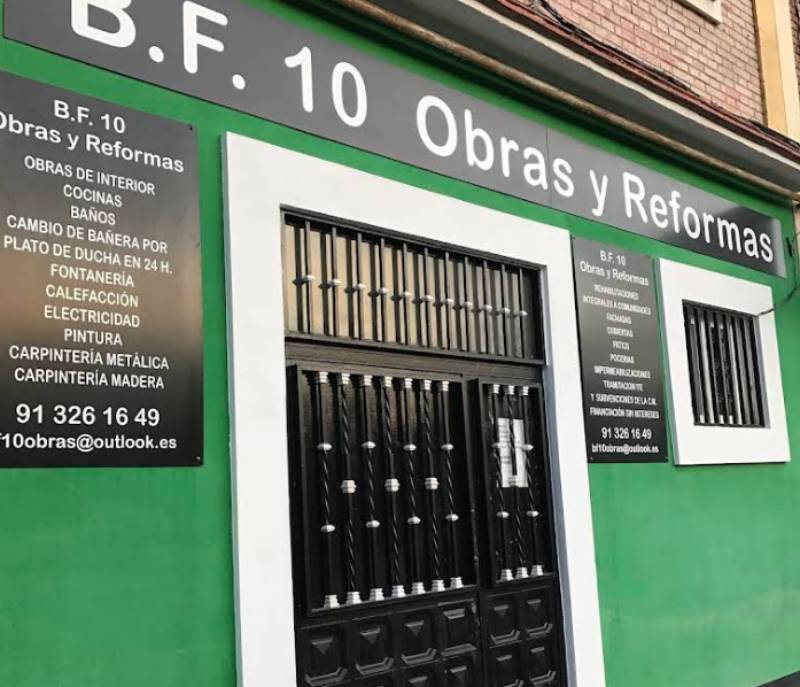 B.F. 10 Obras y Reformas
B.F. 10
Obras y Reformas
OBRAS DE INTERIOR
COCINAS
BAÑOS
CAMBIO DE BAÑERA POR
PLATO DE DUCHA EN 24 H.
FONTANERÍA
CALEFACCIÓN
ELECTRICIDAD
PINTURA
CARPINTERÍA METÁLICA
CARPINTERÍA MADERA
91 326 16 49
bf10obras@outlook.es
B.F. 10
Obras y Reformas
REHABILITACIONES
INTEGRALES A COMUNIDADES
FACHADAS
CUBIERTAS
PATIOS
POCERIAS
IMPERMEABILIZACIONES
TRAMITACION ITE
Y SUBVENCIONES DE LA C.M.
FINANCIACIÓN SIN INTERESES
91 326 16 49
bf10obras@outlook.es